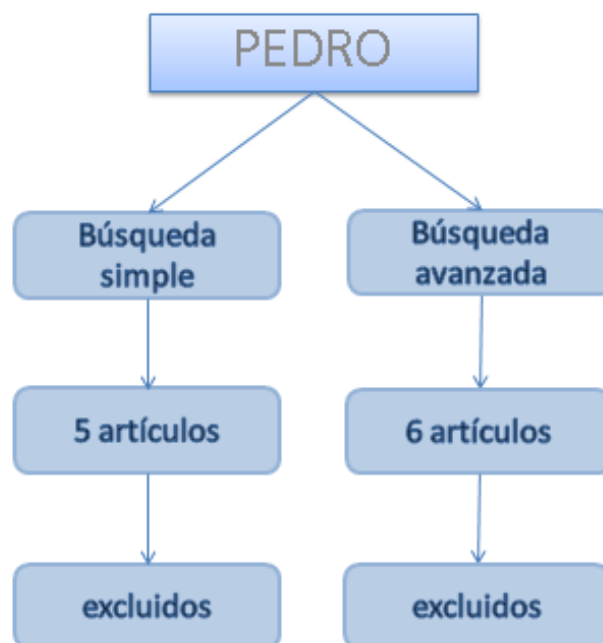 PEDRO
Búsqueda
simple
Búsqueda
avanzada
5 artículos
6 artículos
excluidos
excluidos